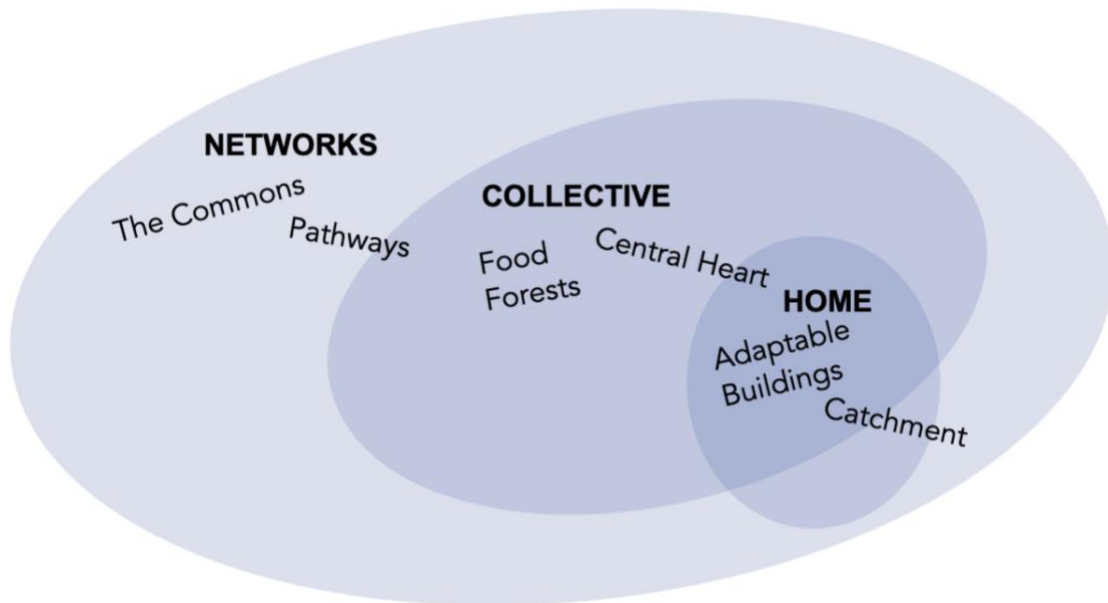 NETWORKS
The Commons
Pathways
COLLECTIVE
Food
Forests
Central Heart
HOME
Adaptable
Buildings
Catchment